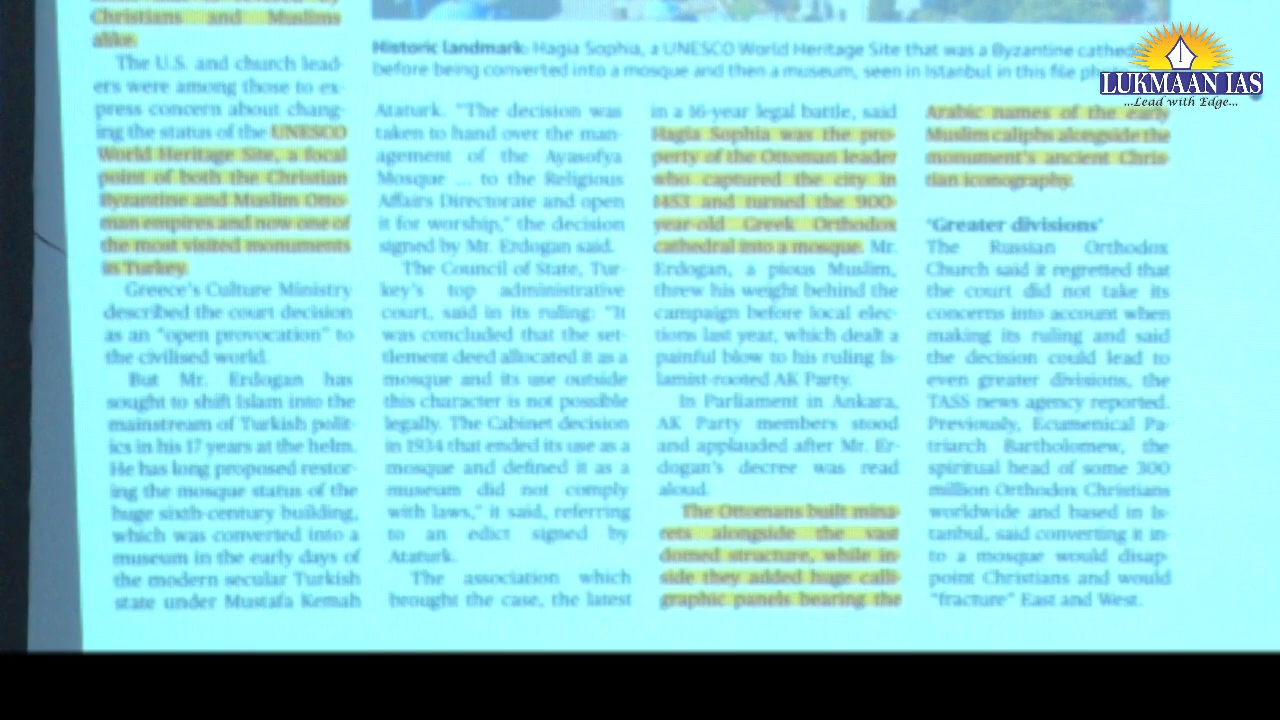 Christians and Muslims
alike.
The U.S. and church lead-
ers were among those to ex-
press concern about chang-
ing the status of the UNESCO
World Heritage Site, a focal
point of both the Christian
Byzantine and Muslim Otto-
man empires and now one of
the most visited monuments
in Turkey.
Greece's Culture Ministry
described the court decision
as an "open provocation" to
the civilised world.
But Mr. Erdogan has
sought to shift Islam into the
mainstream of Turkish polit-
ics in his 17 years at the helm.
He has long proposed restor-
ing the mosque status of the
huge sixth-century building,
which was converted into a
museum in the early days of
the modern secular Turkish
state under Mustafa Kemah
Historic landmark: Hagia Sophia, a UNESCO World Heritage Site that was a Byzantine
before being converted into a mosque and then a museum, seen in Istanbul in this file
Ataturk. "The decision was
taken to hand over the man-
agement of the Ayasofya
Mosque ... to the Religious
Affairs Directorate and open
it for worship," the decision
signed by Mr. Erdogan said.
The Council of State, Tur-
key's top administrative
court, said in its ruling: "It
was concluded that the set-
tlement deed allocated it as a
mosque and its use outside
this character is not possible
legally. The Cabinet decision
in 1934 that ended its use as a
mosque and defined it as a
museum did not comply
with laws," it said, referring
to an edict signed by
Ataturk.
The association which
brought the case, the latest
in a 16-year legal battle, said
Hagia Sophia was the pro-
perty of the Ottoman leader
who captured the city in
1453 and turned the 900-
year-old Greek Orthodox
cathedral into a mosque. Mr.
Erdogan, a pious Muslim,
threw his weight behind the
campaign before local elec-
tions last year, which dealt a
painful blow to his ruling Is-
lamist-rooted AK Party.
In Parliament in Ankara,
AK Party members stood
and applauded after Mr. Er-
dogan's decree was read
aloud.
The Ottomans built mina-
rets alongside the vast
domed structure, while in-
side they added huge calli-
graphic panels bearing the
Arabic names of the early
Muslim caliphs alongside the
monument's ancient Chris-
tian iconography.
'Greater divisions'
The Russian Orthodox
Church said it regretted that
the court did not take its
concerns into account when
making its ruling and said
the decision could lead to
even greater divisions, the
TASS news agency reported.
Previously, Ecumenical Pa-
triarch Bartholomew, the
spiritual head of some 300
million Orthodox Christians
worldwide and based in Is-
tanbul, said converting it in-
to a mosque would disap-
point Christians and would
"fracture" East and West.
LUKMAAN IAS
...Lead with Edge...